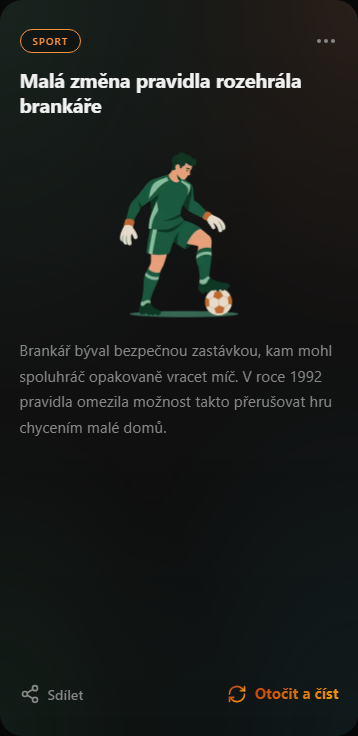 SPORT
Malá změna pravidla rozehrála
brankáře
Brankář býval bezpečnou zastávkou, kam mohl
spoluhráč opakovaně vracet míč. V roce 1992
pravidla omezila možnost takto přerušovat hru
chycením malé domů.
Sdílet
Otočit a číst